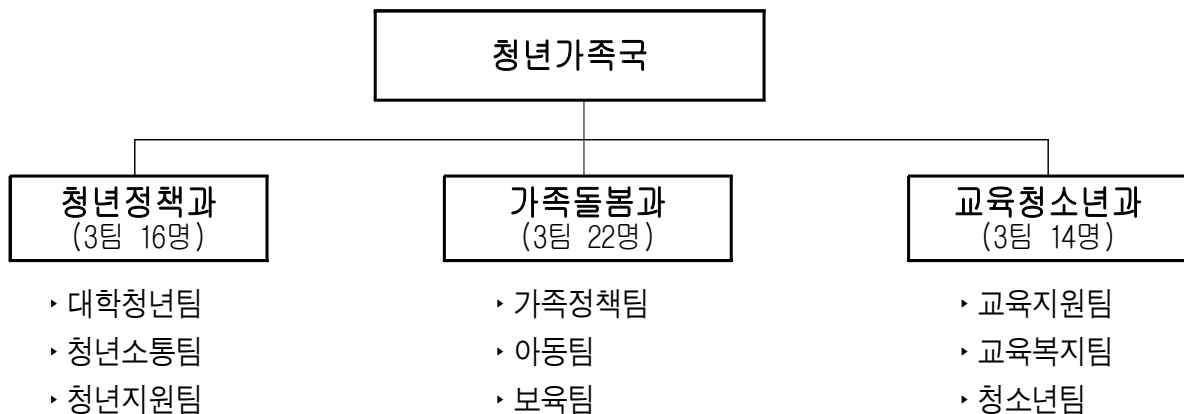 청년가족국
청년정책과
(3팀 16명)
가족돌봄과
(3팀 22명)
교육청소년과
(3팀 14명)
‣ 대학청년팀
‣ 청년소통팀
‣ 청년지원팀
‣ 가족정책팀
‣ 아동팀
‣ 보육팀
‣ 교육지원팀
‣ 교육복지팀
‣ 청소년팀